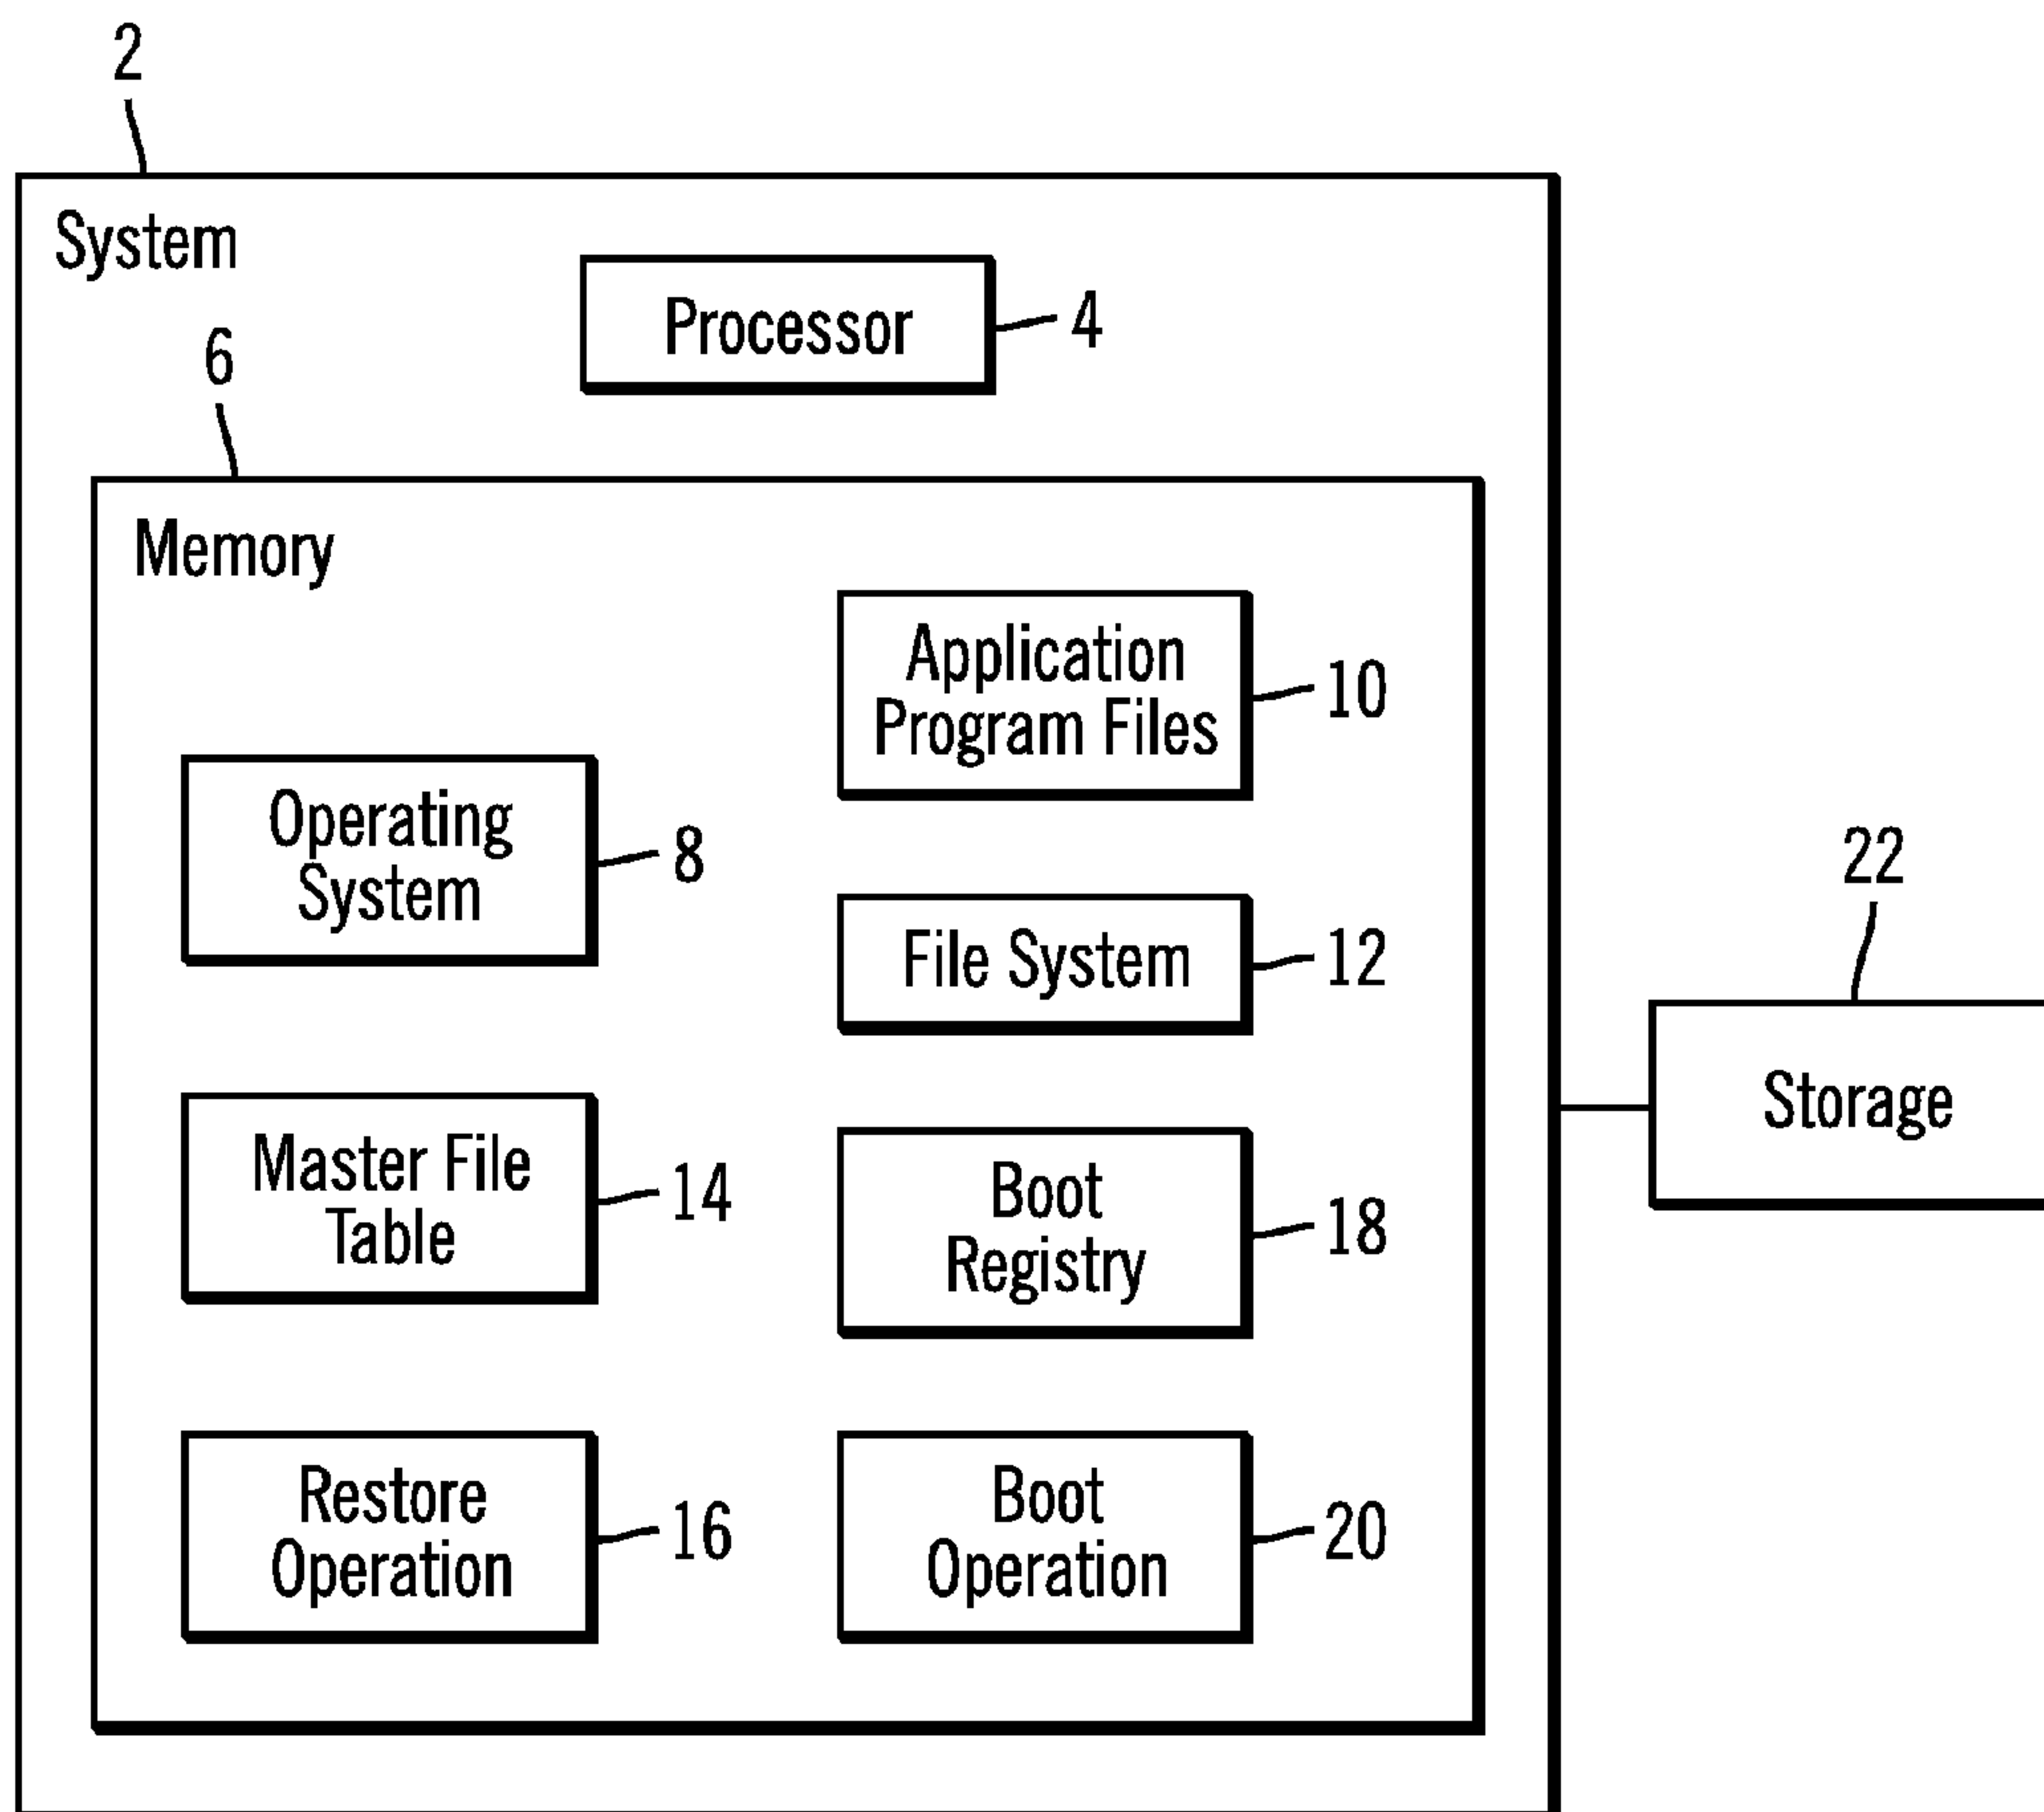 2
System
Processor
4
6
Memory
Application
Program Files
10
Operating
System
8
File System
12
22
Storage
Master File
Table
14
Boot
Registry
18
Restore
Operation
16
Boot
Operation
20